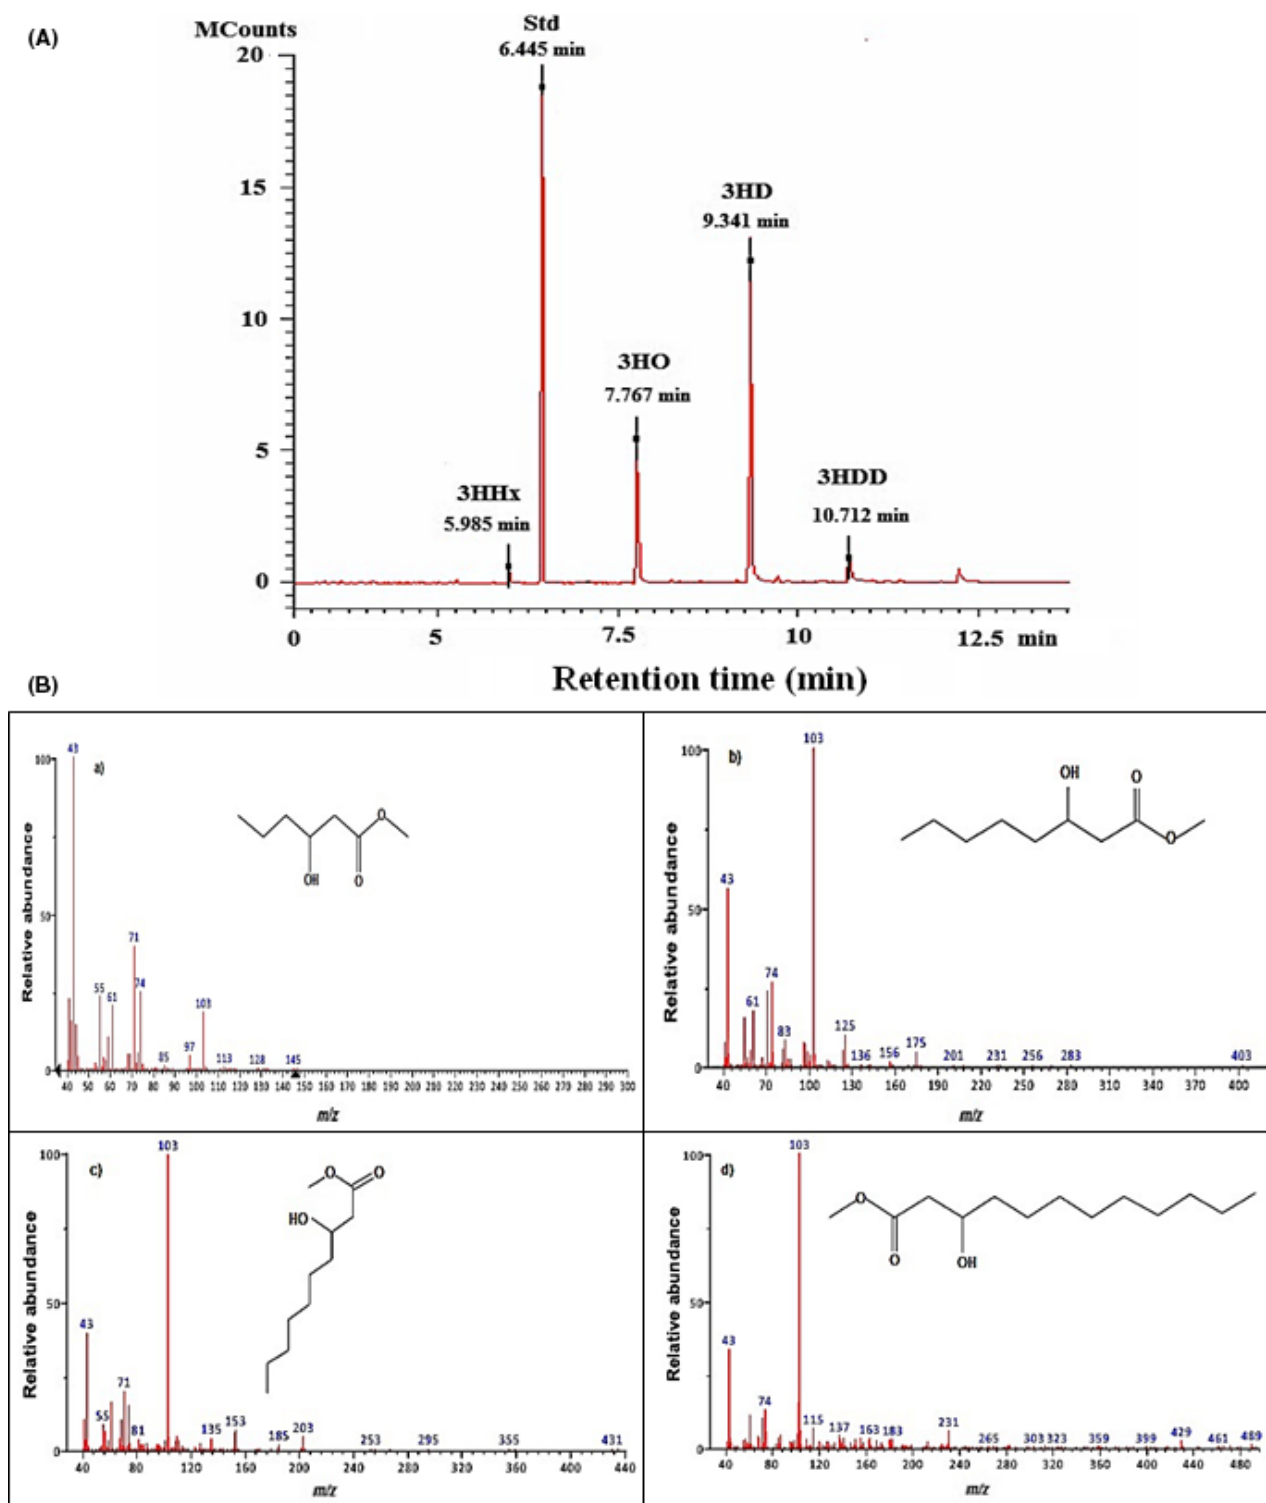 (A)
MCounts
Std
6.445 min
20
15
10
5
0
3HD
9.341 min
3HO
7.767 min
3HHx
5.985 min
3HDD
10.712 min
0 5 7.5 10 12.5 min
Retention time (min)
(B)
a)
Relative abundance
100
50
43
55
61
71
74
85
97
103
113
128
145
OH
O
O
40 50 60 70 80 90 100 110 120 130 140 150 160 170 180 190 200 210 220 230 240 250 260 270 280 290 300
m/z
b)
Relative abundance
100
50
0
43
61
74
83
103
125
136
156
175
201
231
256
283
403
OH
O
O
40 70 100 130 160 190 220 250 280 310 340 370 400
m/z
c)
Relative abundance
100
50
0
43
55
71
81
103
135
153
185
203
253
295
355
431
O
O
HO
40 80 120 160 200 240 280 320 360 400 440
m/z
d)
Relative abundance
100
50
0
43
74
103
115
137
163
183
231
265
303
323
359
399
429
461
489
O
O
OH
40 80 120 160 200 240 280 320 360 400 440 480
m/z